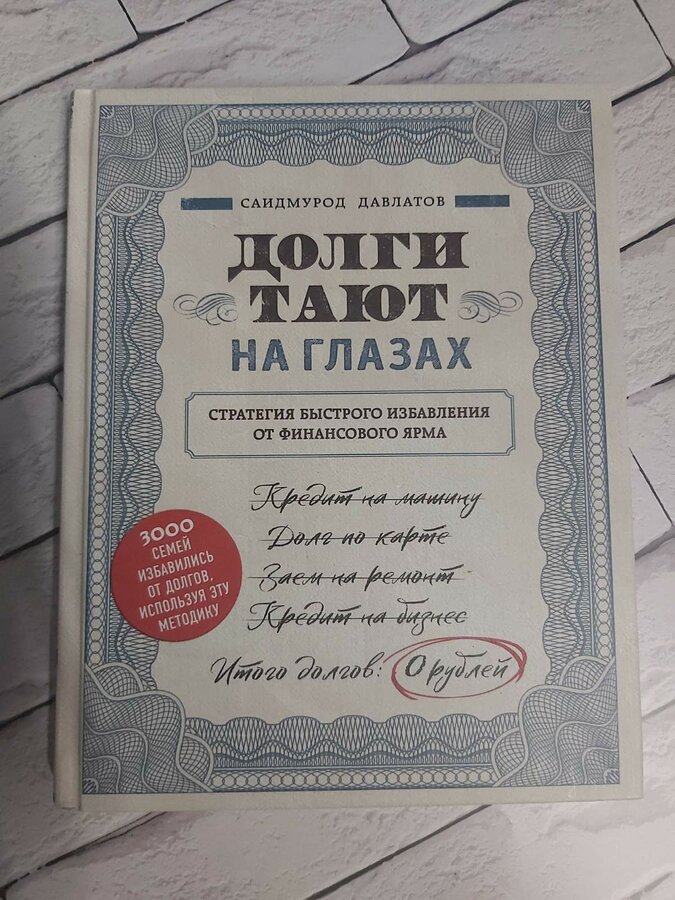 САИДМУРОД ДАВЛАТОВ
ДОЛГИ
ТАЮТ
НА ГЛАЗАХ
СТРАТЕГИЯ БЫСТРОГО ИЗБАВЛЕНИЯ
ОТ ФИНАНСОВОГО ЯРМА
Кредит на машину
Долг по карте
Заем на ремонт
Кредит на бизнес
Итого долгов: 0 рублей
3000
СЕМЕЙ
ИЗБАВИЛИСЬ
ОТ ДОЛГОВ,
ИСПОЛЬЗУЯ ЭТУ
МЕТОДИКУ